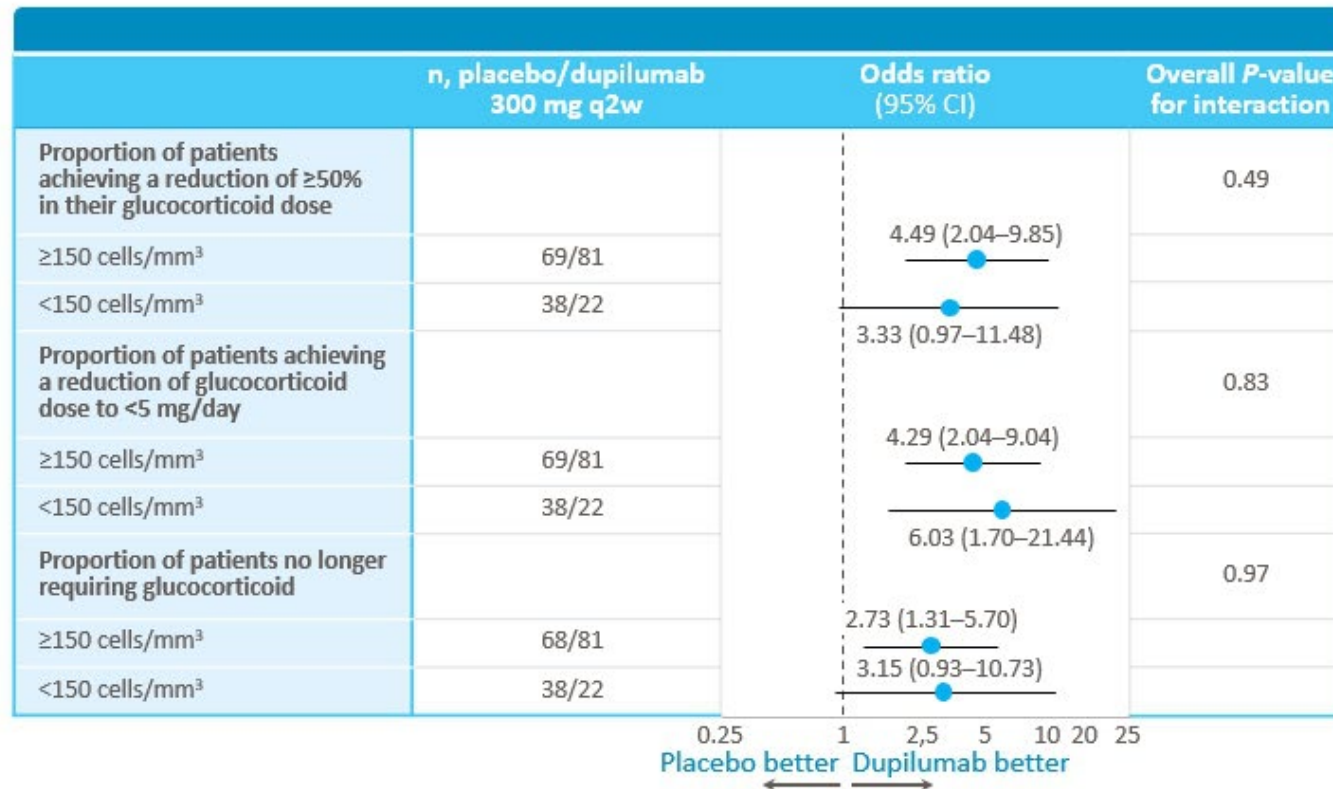 n, placebo/dupilumab
300 mg q2w
Odds ratio
(95% CI)
Overall P-value
for interaction
Proportion of patients
achieving a reduction of ≥50%
in their glucocorticoid dose
0.49
4.49 (2.04–9.85)
≥150 cells/mm³
69/81
<150 cells/mm³
38/22
3.33 (0.97–11.48)
Proportion of patients achieving
a reduction of glucocorticoid
dose to <5 mg/day
0.83
4.29 (2.04–9.04)
≥150 cells/mm³
69/81
<150 cells/mm³
38/22
6.03 (1.70–21.44)
Proportion of patients no longer
requiring glucocorticoid
0.97
2.73 (1.31–5.70)
≥150 cells/mm³
68/81
3.15 (0.93–10.73)
<150 cells/mm³
38/22
0.25 1 2,5 5 10 20 25
Placebo better Dupilumab better